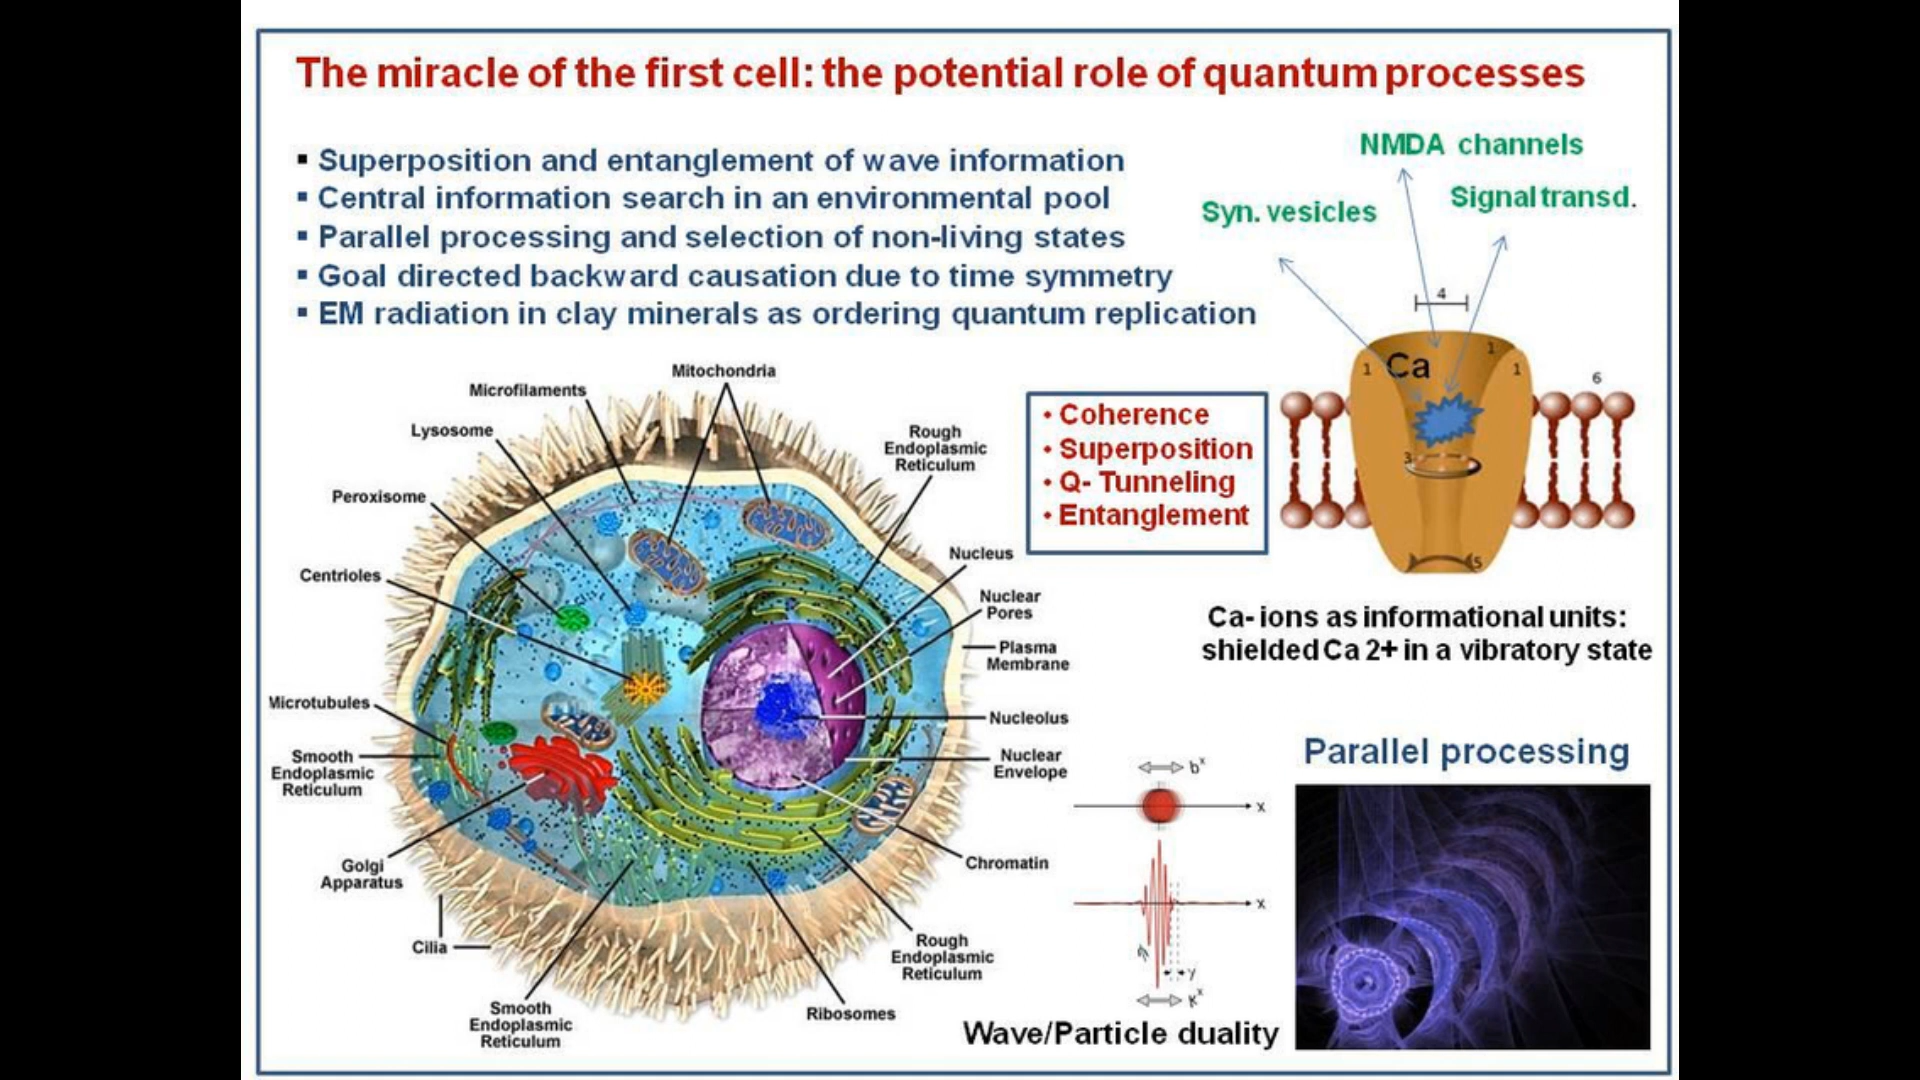 The miracle of the first cell: the potential role of quantum processes
▪ Superposition and entanglement of wave information
▪ Central information search in an environmental pool
▪ Parallel processing and selection of non-living states
▪ Goal directed backward causation due to time symmetry
▪ EM radiation in clay minerals as ordering quantum replication
NMDA channels
Syn. vesicles
Signal transd.
4
Ca
1
1
1
6
3
5
• Coherence
• Superposition
• Q- Tunneling
• Entanglement
Ca- ions as informational units:
shielded Ca 2+ in a vibratory state
Mitochondria
Microfilaments
Lysosome
Rough
Endoplasmic
Reticulum
Peroxisome
Nucleus
Centrioles
Nuclear
Pores
Plasma
Membrane
Microtubules
Nucleolus
Smooth
Endoplasmic
Reticulum
Nuclear
Envelope
Golgi
Apparatus
Chromatin
Cilia
Rough
Endoplasmic
Reticulum
Smooth
Endoplasmic
Reticulum
Ribosomes
bˣ
x
x
γ
Wave/Particle duality
Parallel processing